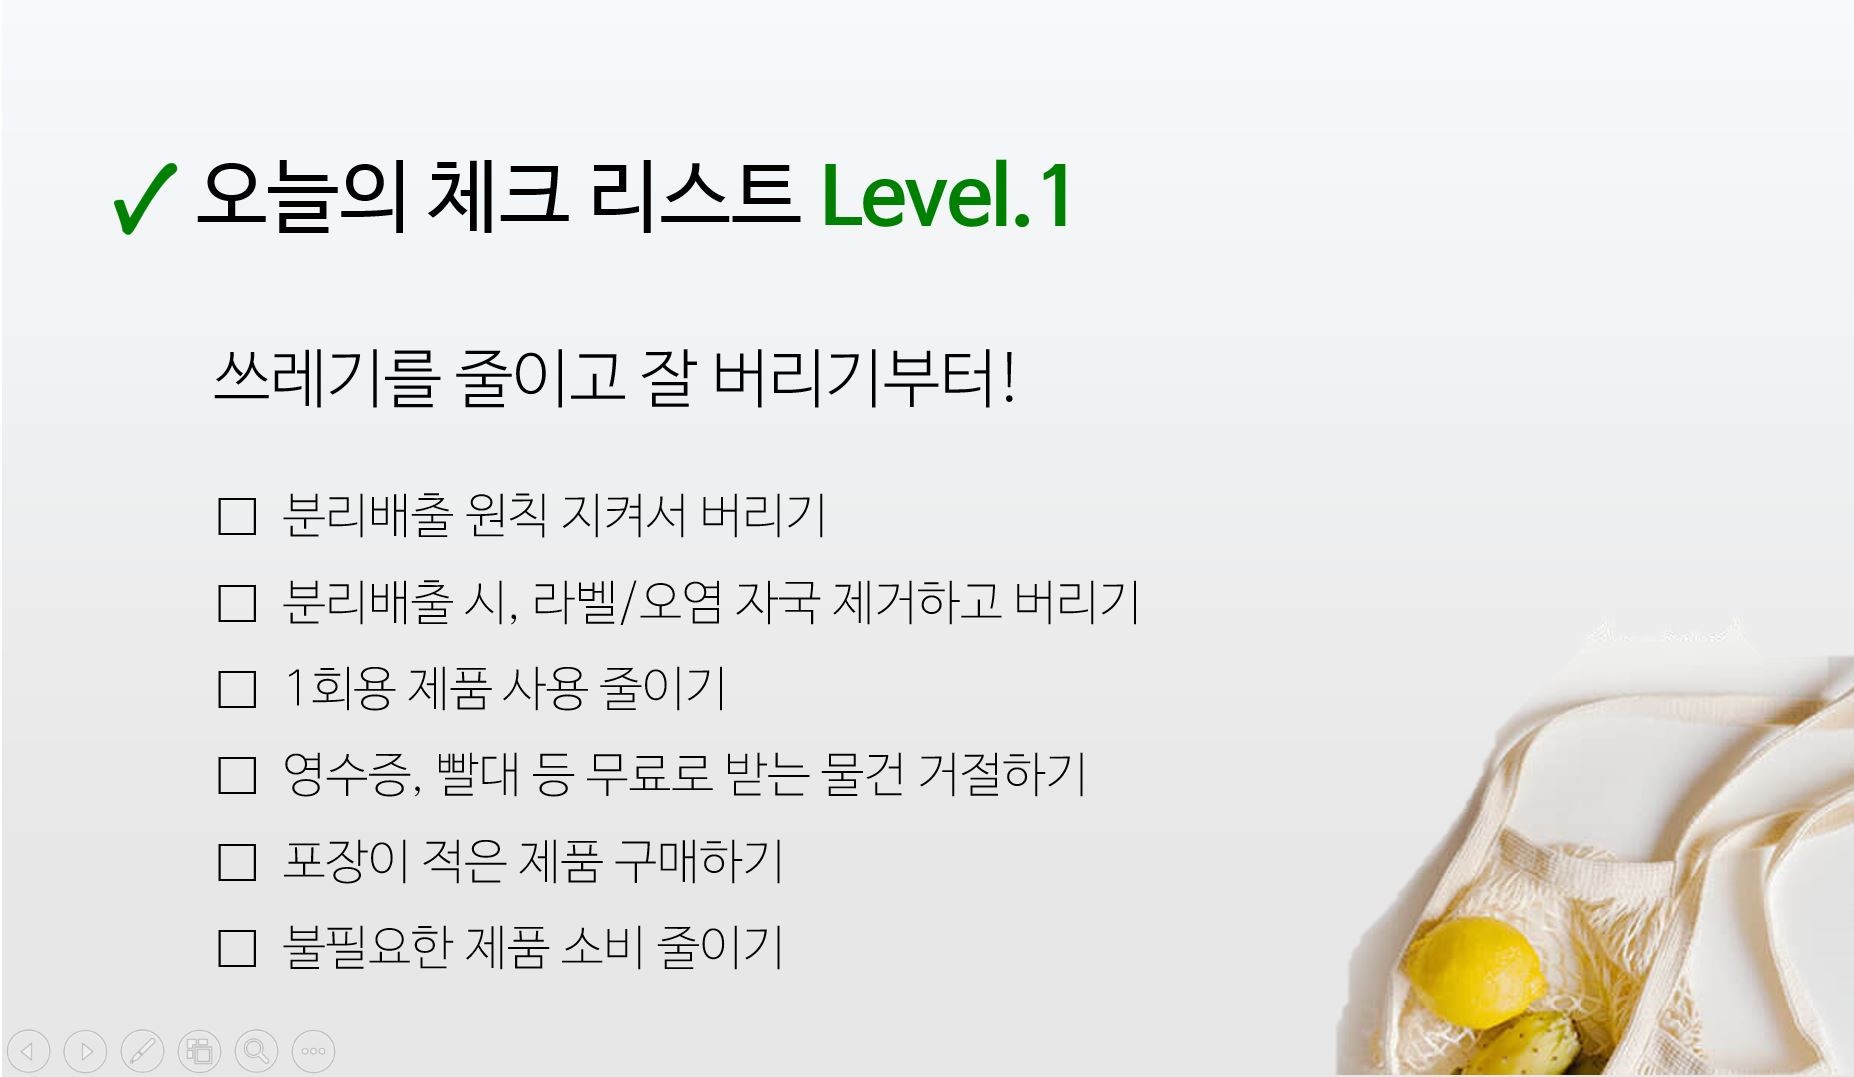 ✓ 오늘의 체크 리스트 Level.1
쓰레기를 줄이고 잘 버리기부터!
□ 분리배출 원칙 지켜서 버리기
□ 분리배출 시, 라벨/오염 자국 제거하고 버리기
□ 1회용 제품 사용 줄이기
□ 영수증, 빨대 등 무료로 받는 물건 거절하기
□ 포장이 적은 제품 구매하기
□ 불필요한 제품 소비 줄이기